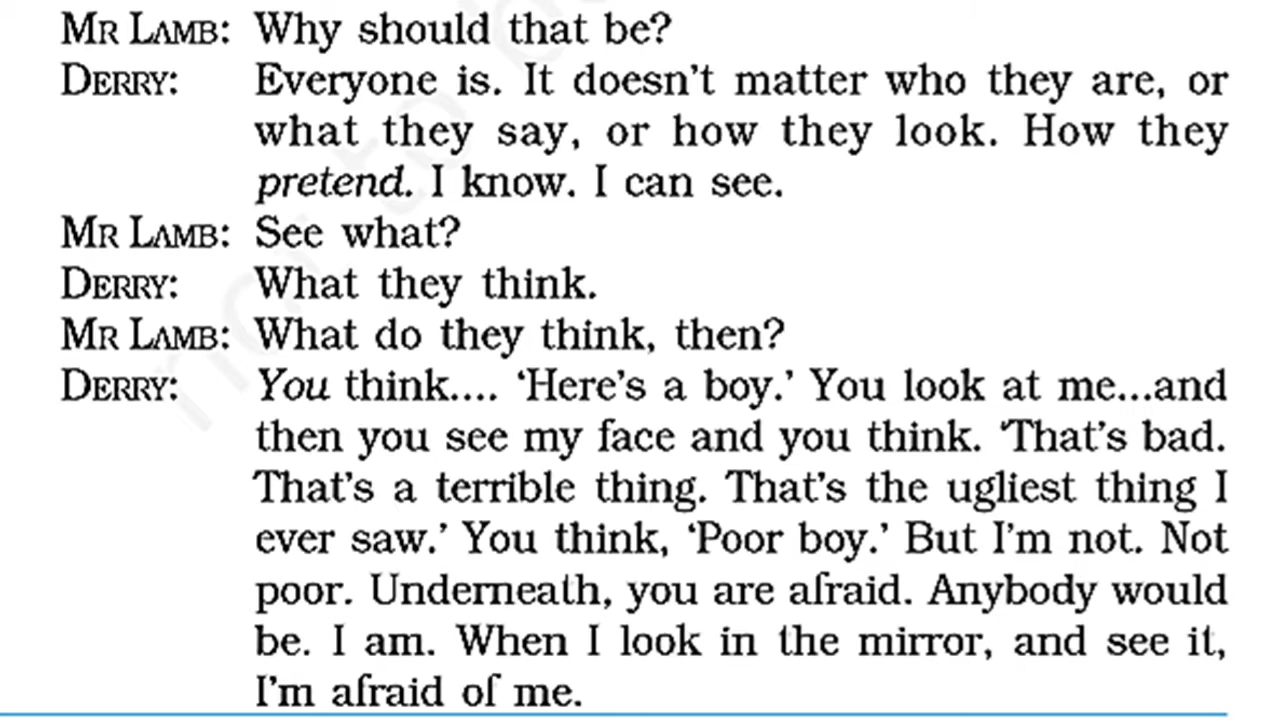 MR LAMB: Why should that be?
DERRY: Everyone is. It doesn't matter who they are, or
what they say, or how they look. How they
pretend. I know. I can see.
MR LAMB: See what?
DERRY: What they think.
MR LAMB: What do they think, then?
DERRY: You think.... ‘Here's a boy.’ You look at me...and
then you see my face and you think. ‘That's bad.
That's a terrible thing. That's the ugliest thing I
ever saw.’ You think, ‘Poor boy.’ But I'm not. Not
poor. Underneath, you are afraid. Anybody would
be. I am. When I look in the mirror, and see it,
I'm afraid of me.